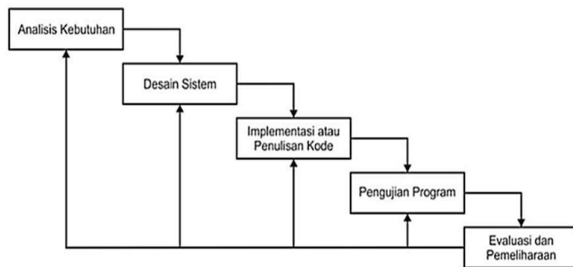 Analisis Kebutuhan
Desain Sistem
Implementasi atau
Penulisan Kode
Pengujian Program
Evaluasi dan
Pemeliharaan